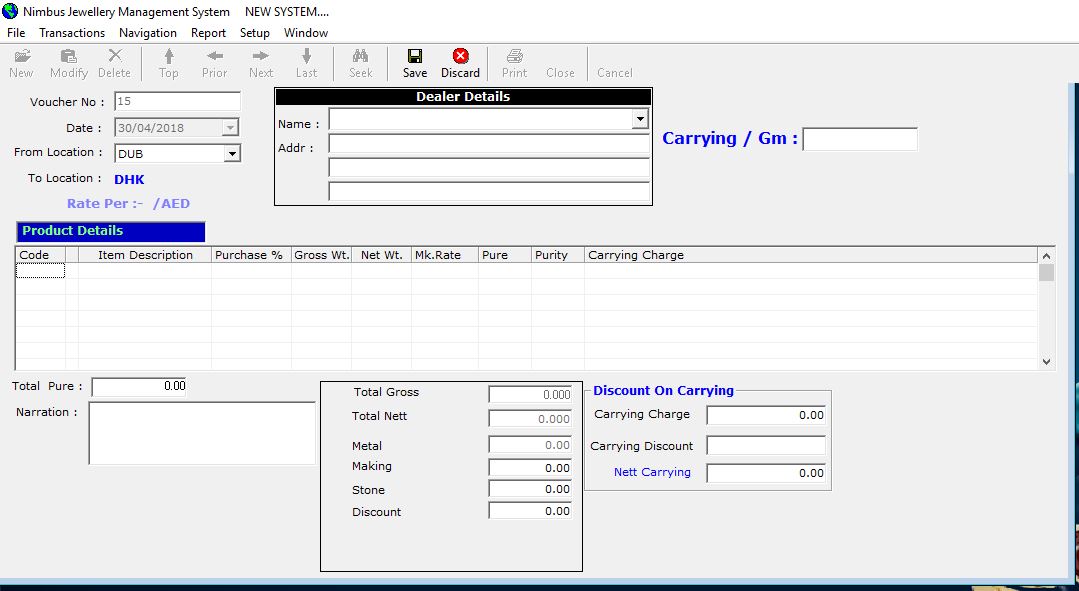 Nimbus Jewellery Management System NEW SYSTEM....
File Transactions Navigation Report Setup Window
New Modify Delete Top Prior Next Last Seek Save Discard Print Close Cancel
Voucher No : 15
Date : 30/04/2018
From Location : DUB
To Location : DHK
Rate Per :- /AED
Dealer Details
Name :
Addr :
Carrying / Gm :
Product Details
Code Item Description Purchase % Gross Wt. Net Wt. Mk.Rate Pure Purity Carrying Charge
Total Pure : 0.00
Narration :
Total Gross 0.000
Total Nett 0.000
Metal 0.00
Making 0.00
Stone 0.00
Discount 0.00
Discount On Carrying
Carrying Charge 0.00
Carrying Discount
Nett Carrying 0.00